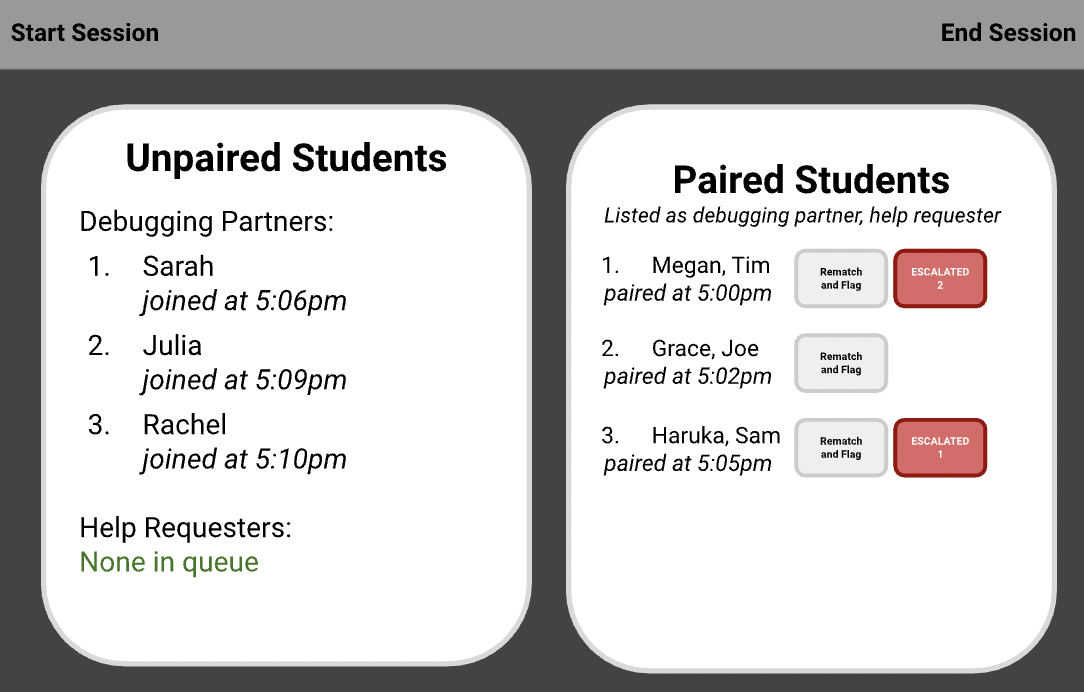 Start Session
End Session
Unpaired Students
Debugging Partners:
1. Sarah
joined at 5:06pm
2. Julia
joined at 5:09pm
3. Rachel
joined at 5:10pm
Help Requesters:
None in queue
Paired Students
Listed as debugging partner, help requester
1. Megan, Tim
paired at 5:00pm
Rematch
and Flag
ESCALATED
2
2. Grace, Joe
paired at 5:02pm
Rematch
and Flag
3. Haruka, Sam
paired at 5:05pm
Rematch
and Flag
ESCALATED
1